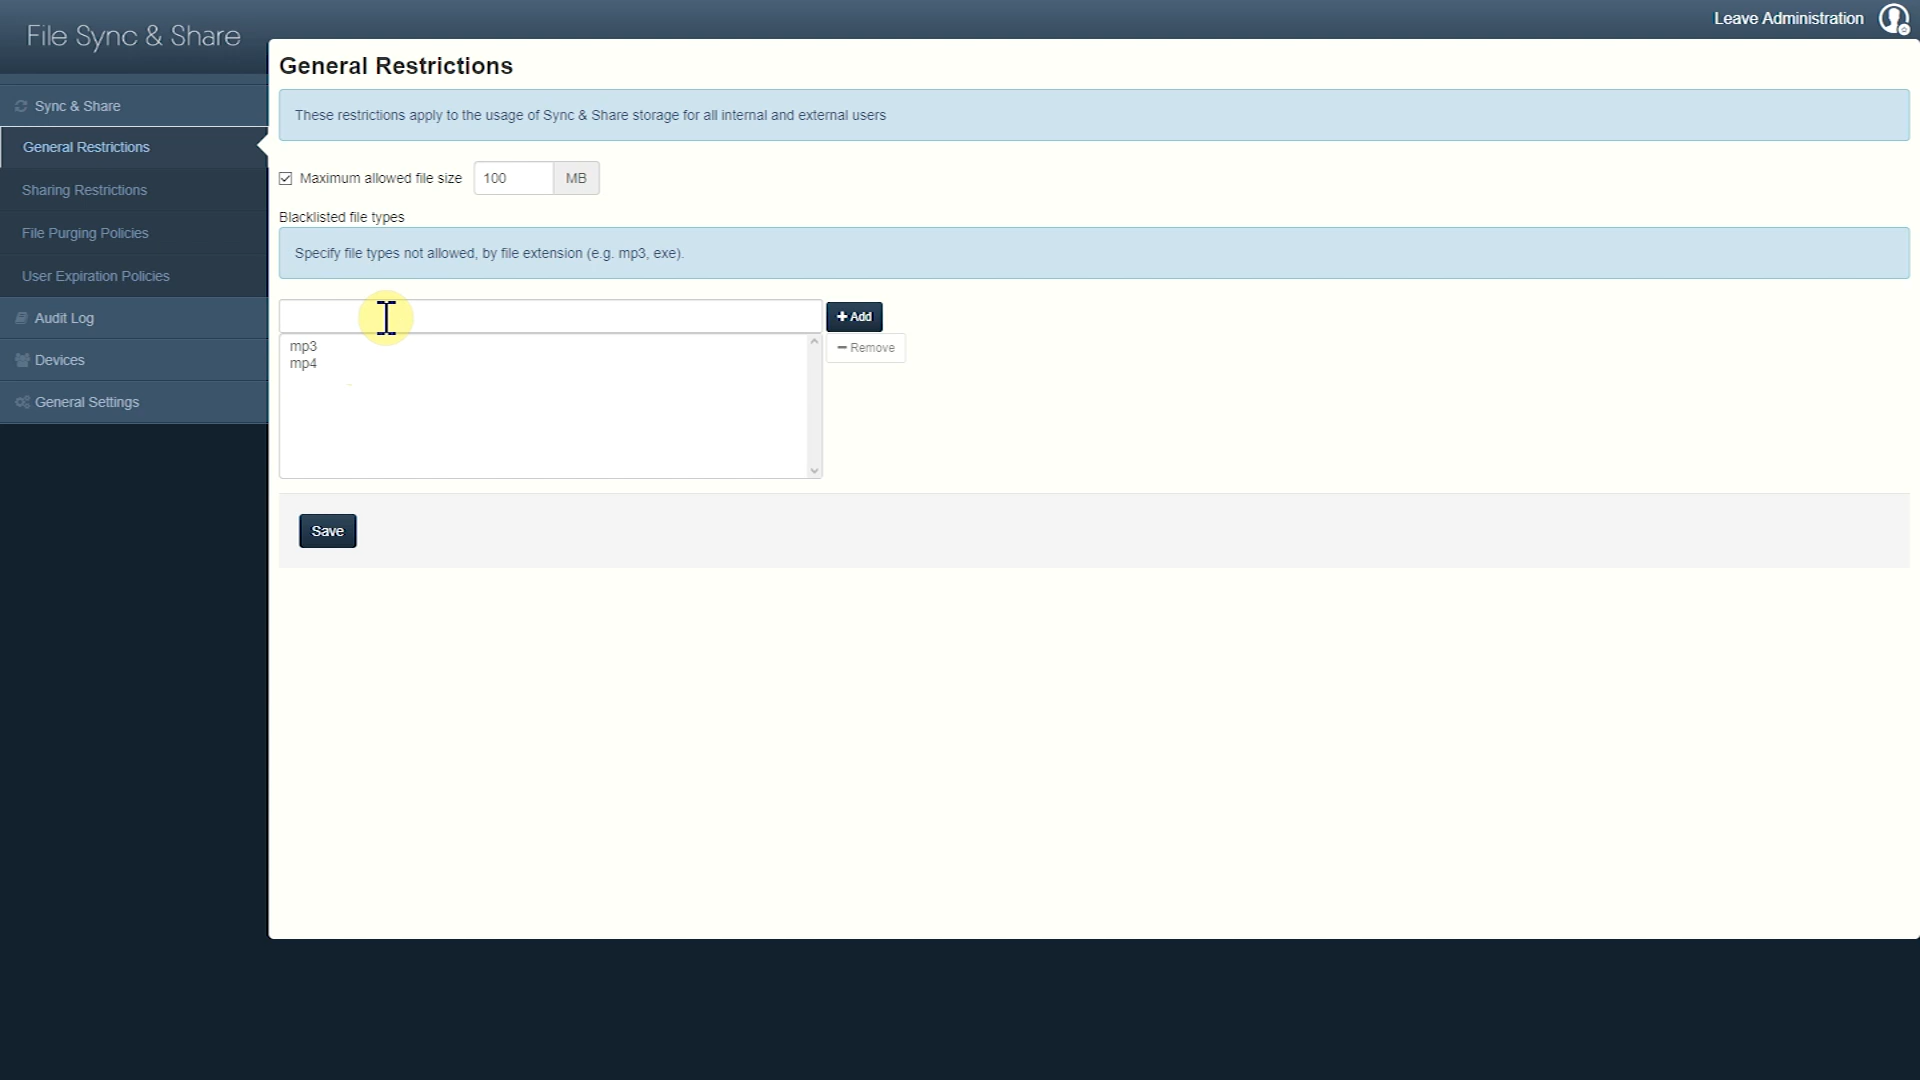 File Sync & Share
Leave Administration
Sync & Share
General Restrictions
Sharing Restrictions
File Purging Policies
User Expiration Policies
Audit Log
Devices
General Settings
General Restrictions
These restrictions apply to the usage of Sync & Share storage for all internal and external users
Maximum allowed file size 100 MB
Blacklisted file types
Specify file types not allowed, by file extension (e.g. mp3, exe).
+ Add
mp3
− Remove
mp4
Save